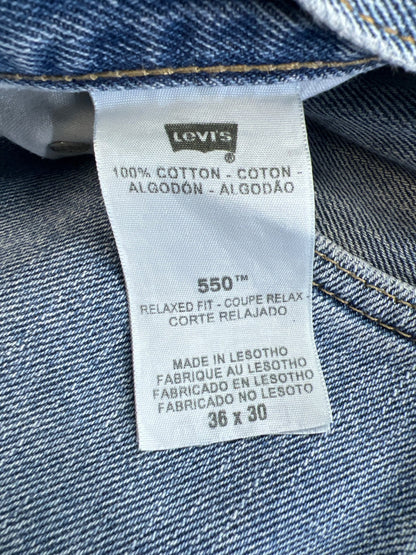 Levi's
®
100% COTTON - COTON -
ALGODÓN - ALGODÃO
550™
RELAXED FIT - COUPE RELAX -
CORTE RELAJADO
MADE IN LESOTHO
FABRIQUE AU LESOTHO
FABRICADO EN LESOTHO
FABRICADO NO LESOTO
36 x 30